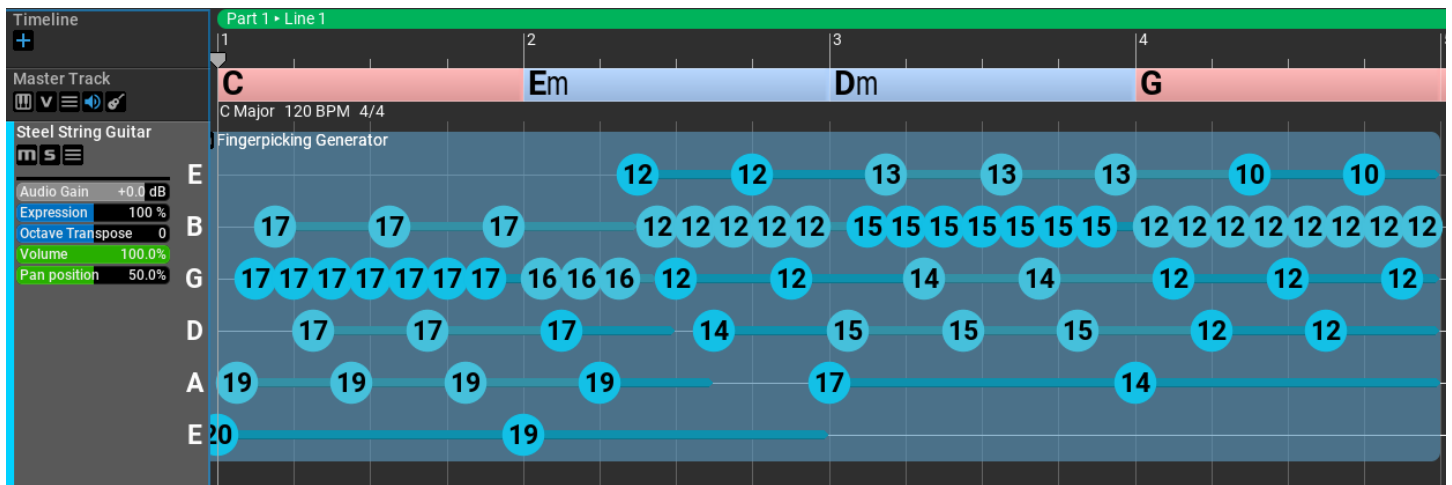 Timeline
Part 1 ▸ Line 1
1 2 3 4 5
Master Track
C Em Dm G
C Major 120 BPM 4/4
Steel String Guitar
Fingerpicking Generator
m s
Audio Gain +0.0 dB
Expression 100 %
Octave Transpose 0
Volume 100.0%
Pan position 50.0%
E 12 12 13 13 13 10 10
B 17 17 17 12 12 12 12 12 15 15 15 15 15 15 15 12 12 12 12 12 12 12 12
G 17 17 17 17 17 17 17 16 16 16 12 12 14 14 12 12 12
D 17 17 17 14 15 15 15 12 12
A 19 19 19 19 17 14
E 20 19